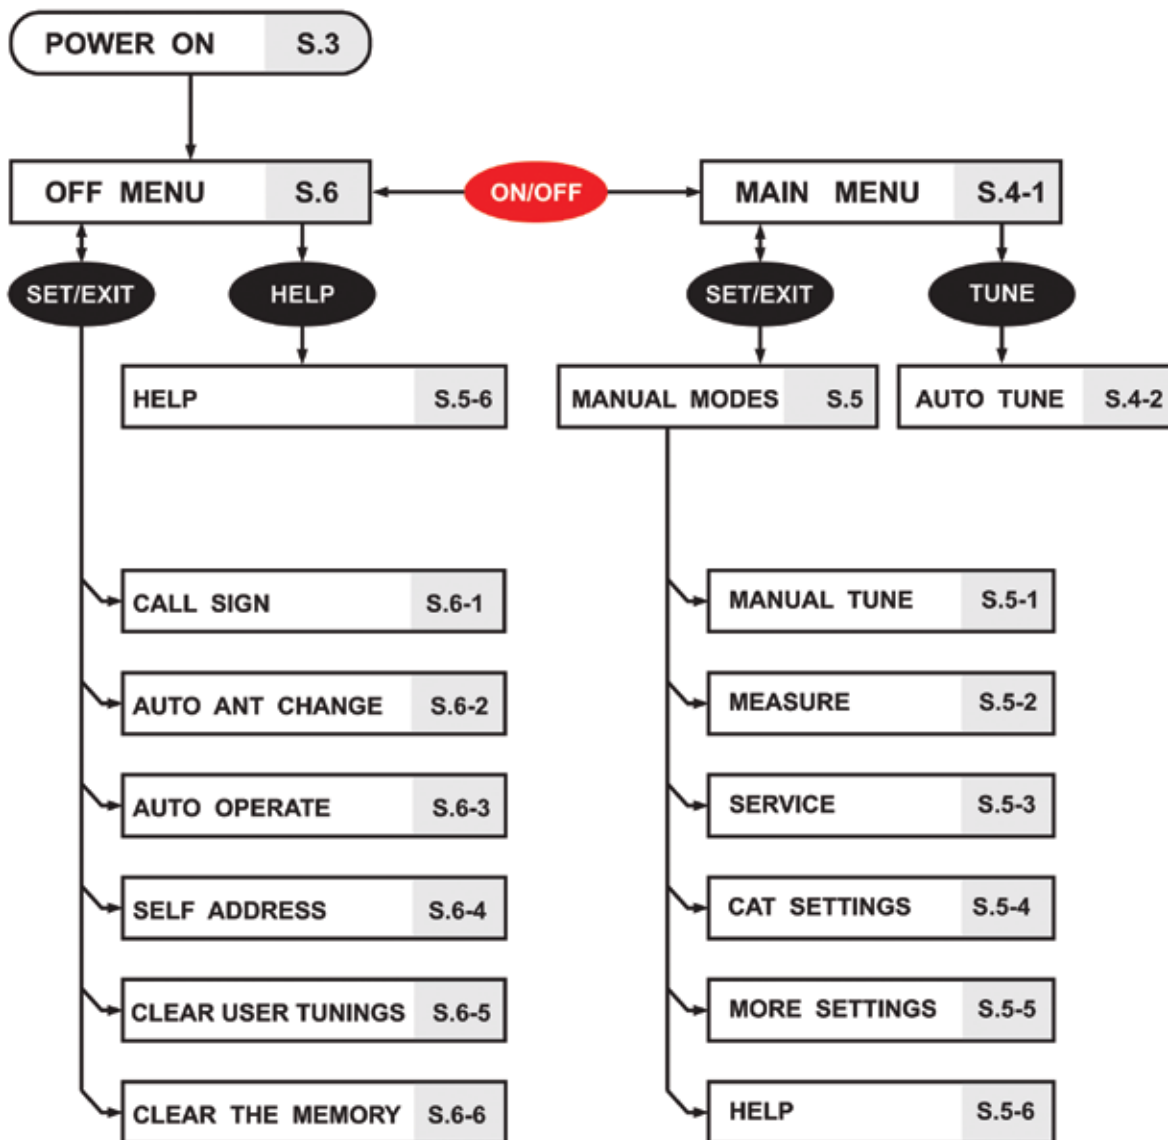 POWER ON S.3
OFF MENU S.6
ON/OFF
MAIN MENU S.4-1
SET/EXIT
HELP
SET/EXIT
TUNE
HELP S.5-6
MANUAL MODES S.5
AUTO TUNE S.4-2
CALL SIGN S.6-1
MANUAL TUNE S.5-1
AUTO ANT CHANGE S.6-2
MEASURE S.5-2
AUTO OPERATE S.6-3
SERVICE S.5-3
SELF ADDRESS S.6-4
CAT SETTINGS S.5-4
CLEAR USER TUNINGS S.6-5
MORE SETTINGS S.5-5
CLEAR THE MEMORY S.6-6
HELP S.5-6